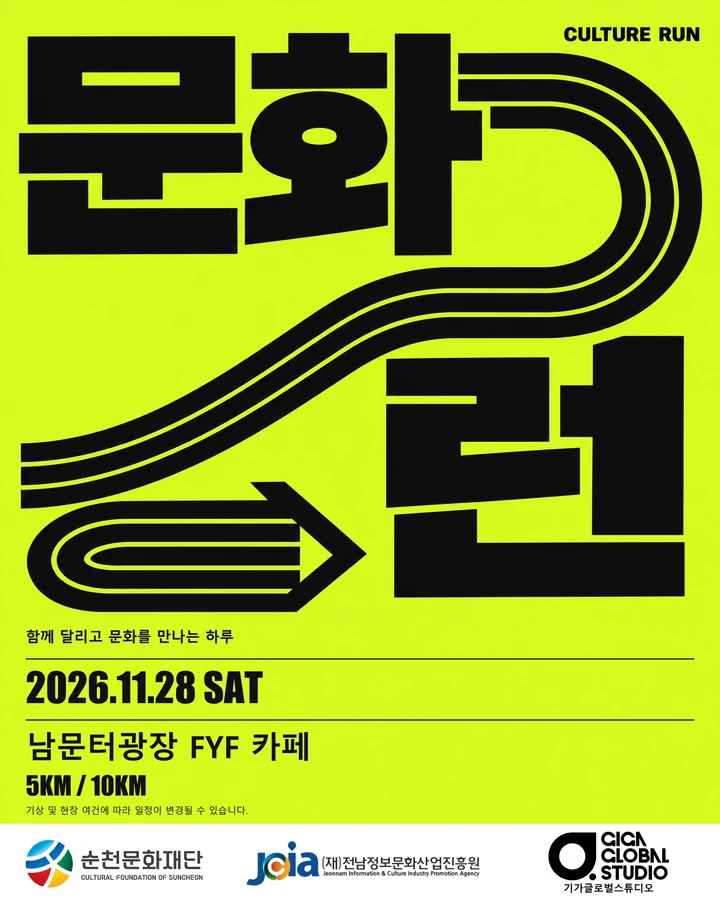 CULTURE RUN
문화
런
함께 달리고 문화를 만나는 하루
2026.11.28 SAT
남문터광장 FYF 카페
5KM / 10KM
기상 및 현장 여건에 따라 일정이 변경될 수 있습니다.
순천문화재단
CULTURAL FOUNDATION OF SUNCHEON
jcia (재)전남정보문화산업진흥원
Jeonnam Information & Culture Industry Promotion Agency
GIGA
GLOBAL
STUDIO
기가글로벌스튜디오